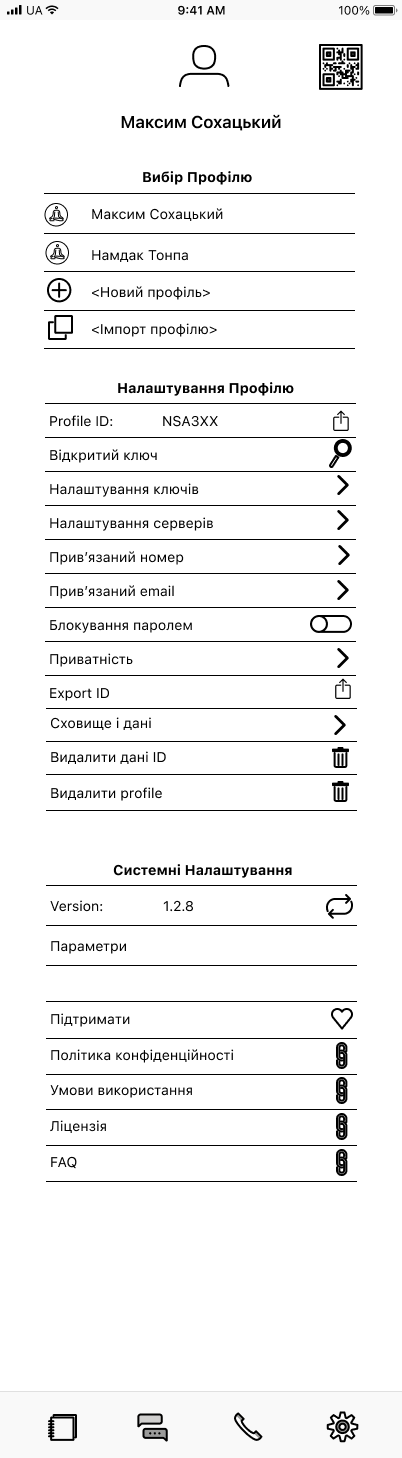 UA 9:41 AM 100%
Максим Сохацький
Вибір Профілю
Максим Сохацький
Намдак Тонпа
<Новий профіль>
<Імпорт профілю>
Налаштування Профілю
Profile ID: NSA3XX
Відкритий ключ
Налаштування ключів
Налаштування серверів
Прив’язаний номер
Прив’язаний email
Блокування паролем
Приватність
Export ID
Сховище і дані
Видалити дані ID
Видалити profile
Системні Налаштування
Version: 1.2.8
Параметри
Підтримати
Політика конфіденційності
Умови використання
Ліцензія
FAQ